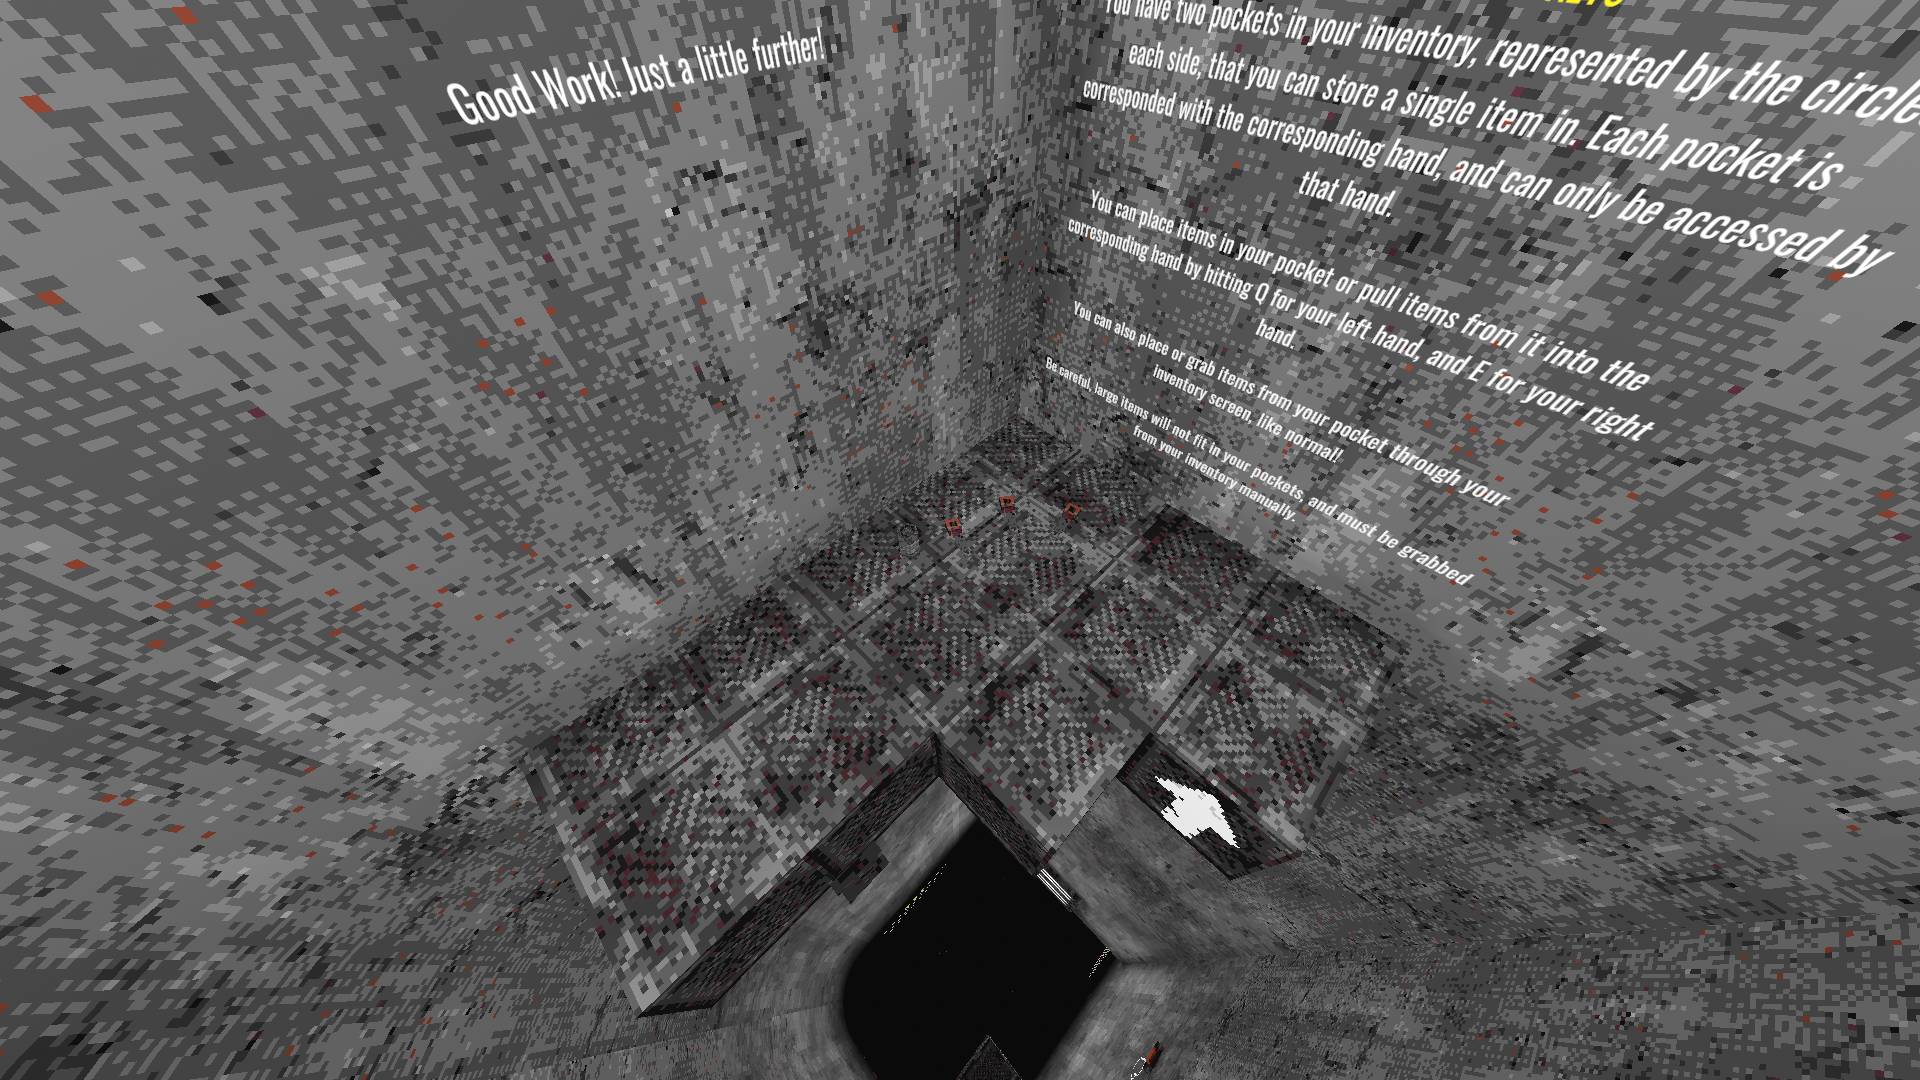 Good Work! Just a little further!
You have two pockets in your inventory, represented by the circle
each side, that you can store a single item in. Each pocket is
corresponded with the corresponding hand, and can only be accessed by
that hand.
You can place items in your pocket or pull items from it into the
corresponding hand by hitting Q for your left hand, and E for your right
hand.
You can also place or grab items from your pocket through your
inventory screen, like normal!
Be careful, large items will not fit in your pockets, and must be grabbed
from your inventory manually.